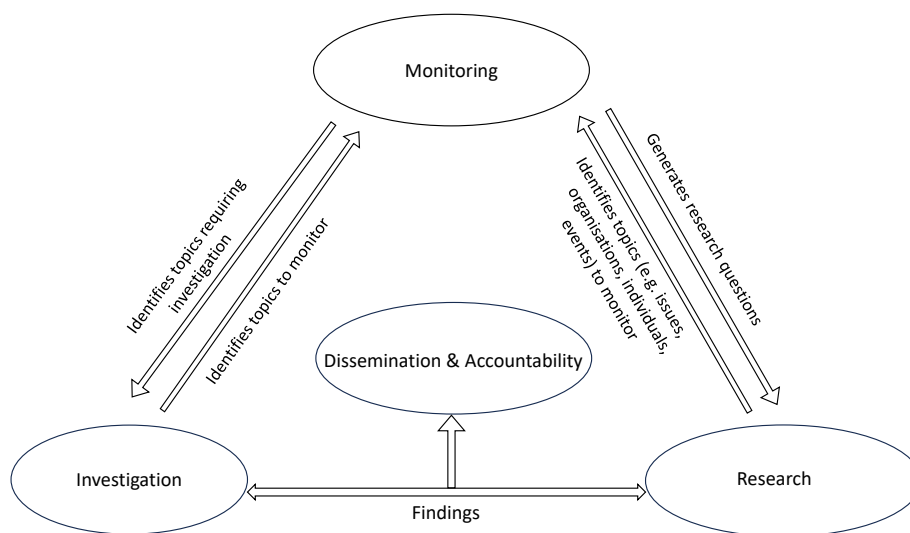 Monitoring
Identifies topics requiring
investigation
Identifies topics to monitor
Identifies topics (e.g. issues,
organisations, individuals,
events) to monitor
Generates research questions
Dissemination & Accountability
Investigation
Research
Findings